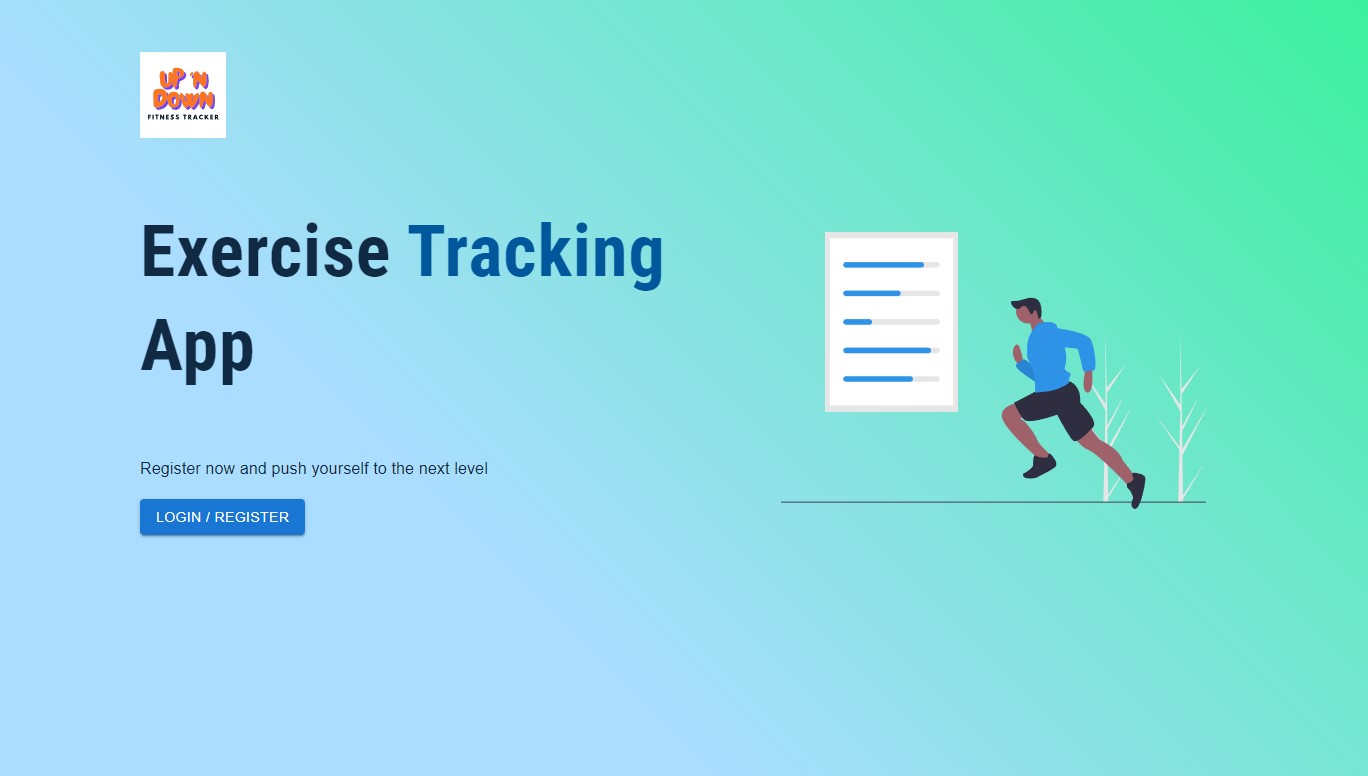 UP 'N
DOWN
FITNESS TRACKER
Exercise Tracking
App
Register now and push yourself to the next level
LOGIN / REGISTER